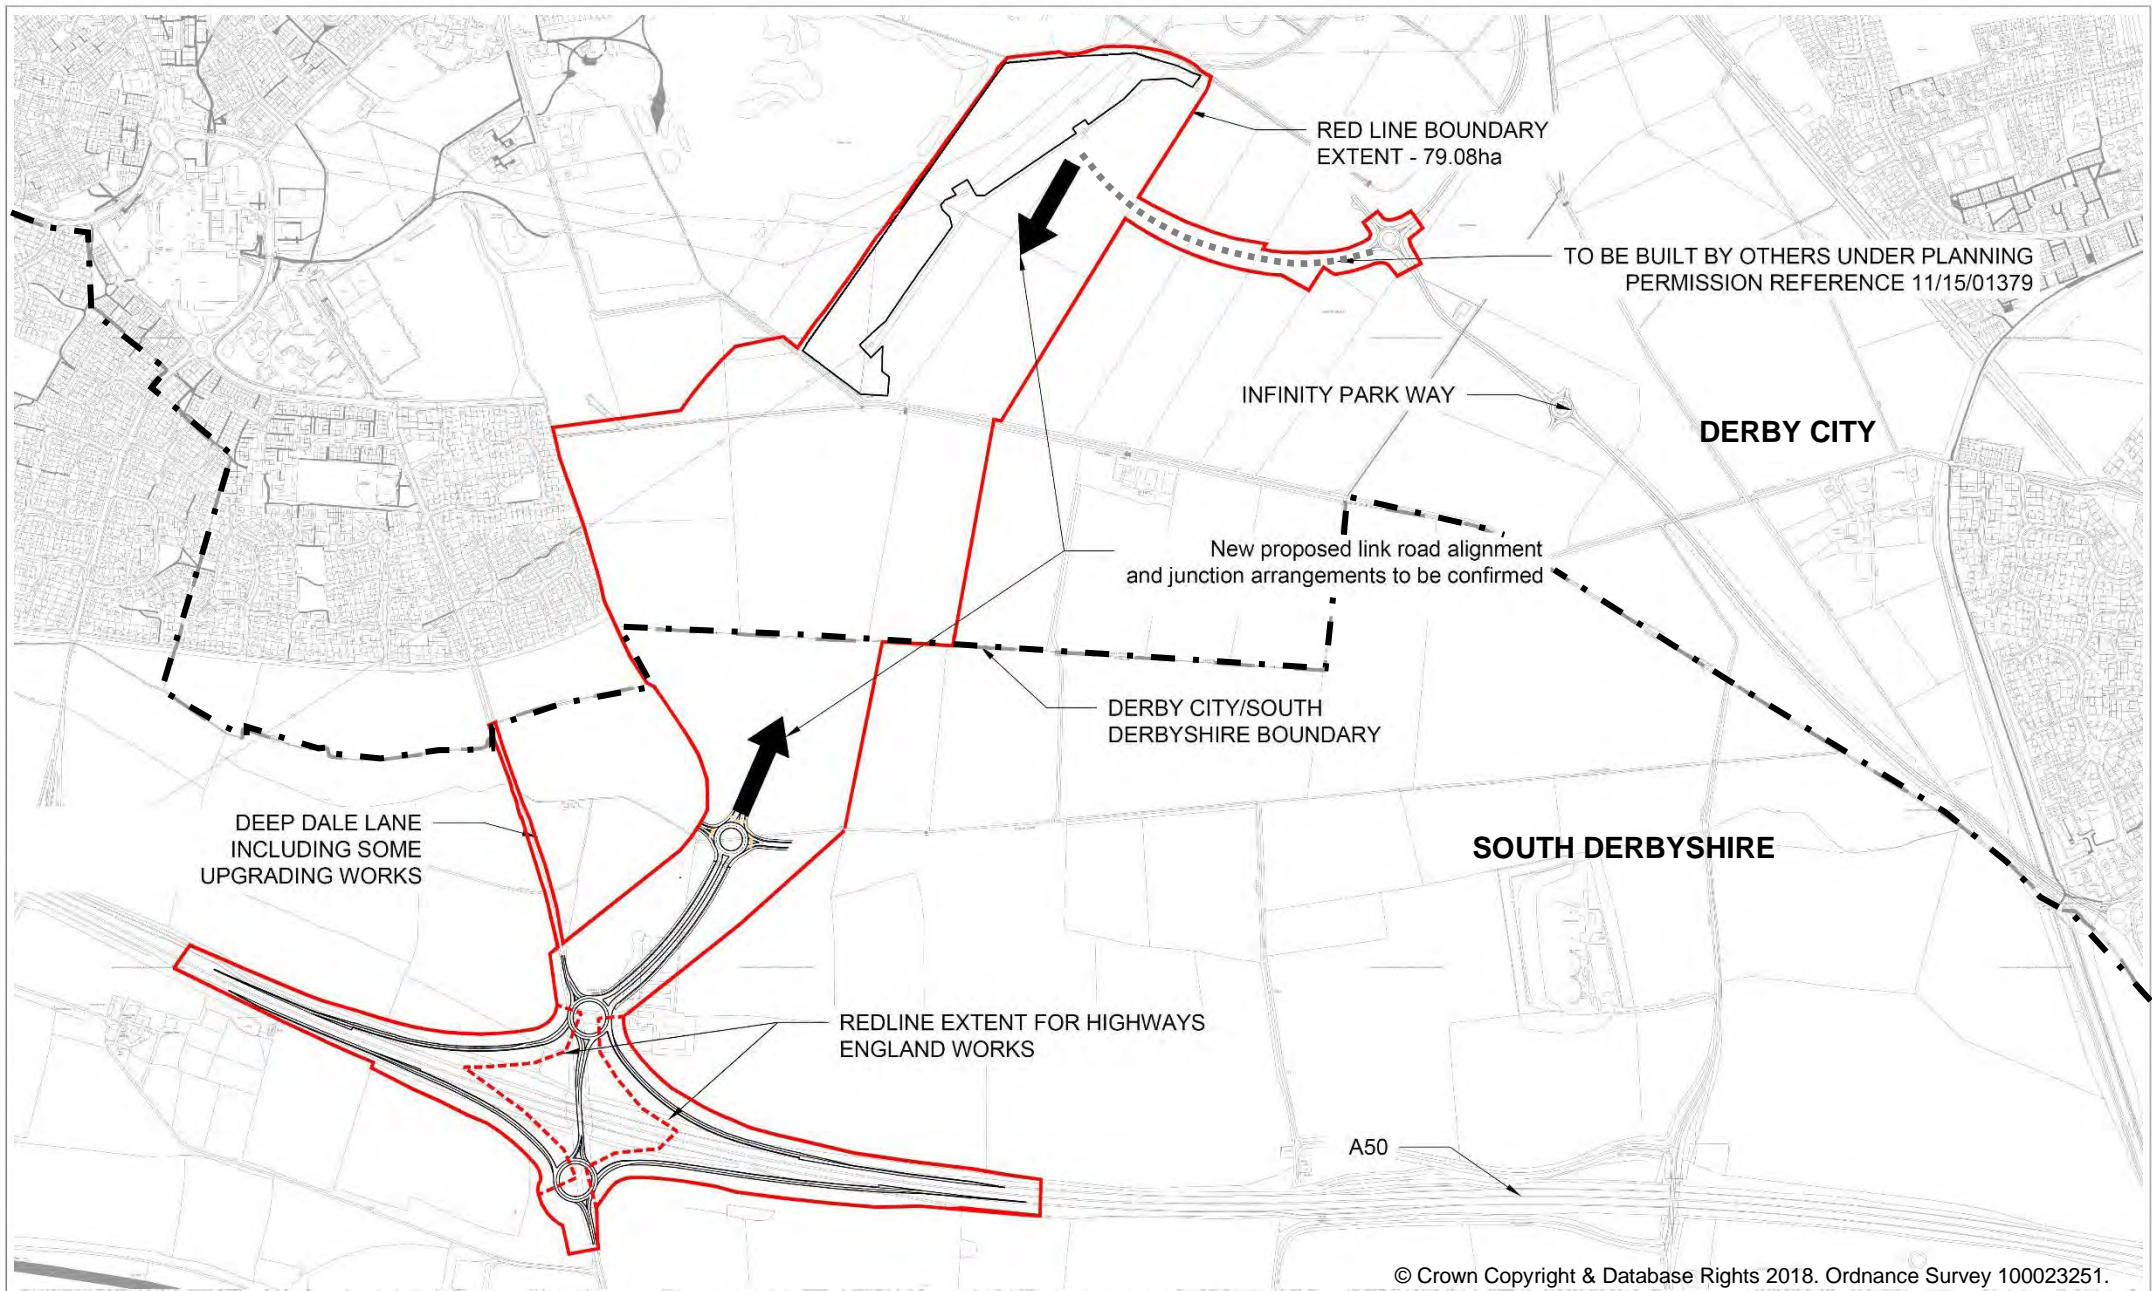 RED LINE BOUNDARY
EXTENT - 79.08ha
TO BE BUILT BY OTHERS UNDER PLANNING
PERMISSION REFERENCE 11/15/01379
INFINITY PARK WAY
DERBY CITY
New proposed link road alignment
and junction arrangements to be confirmed
DERBY CITY/SOUTH
DERBYSHIRE BOUNDARY
DEEP DALE LANE
INCLUDING SOME
UPGRADING WORKS
SOUTH DERBYSHIRE
REDLINE EXTENT FOR HIGHWAYS
ENGLAND WORKS
A50
© Crown Copyright & Database Rights 2018. Ordnance Survey 100023251.